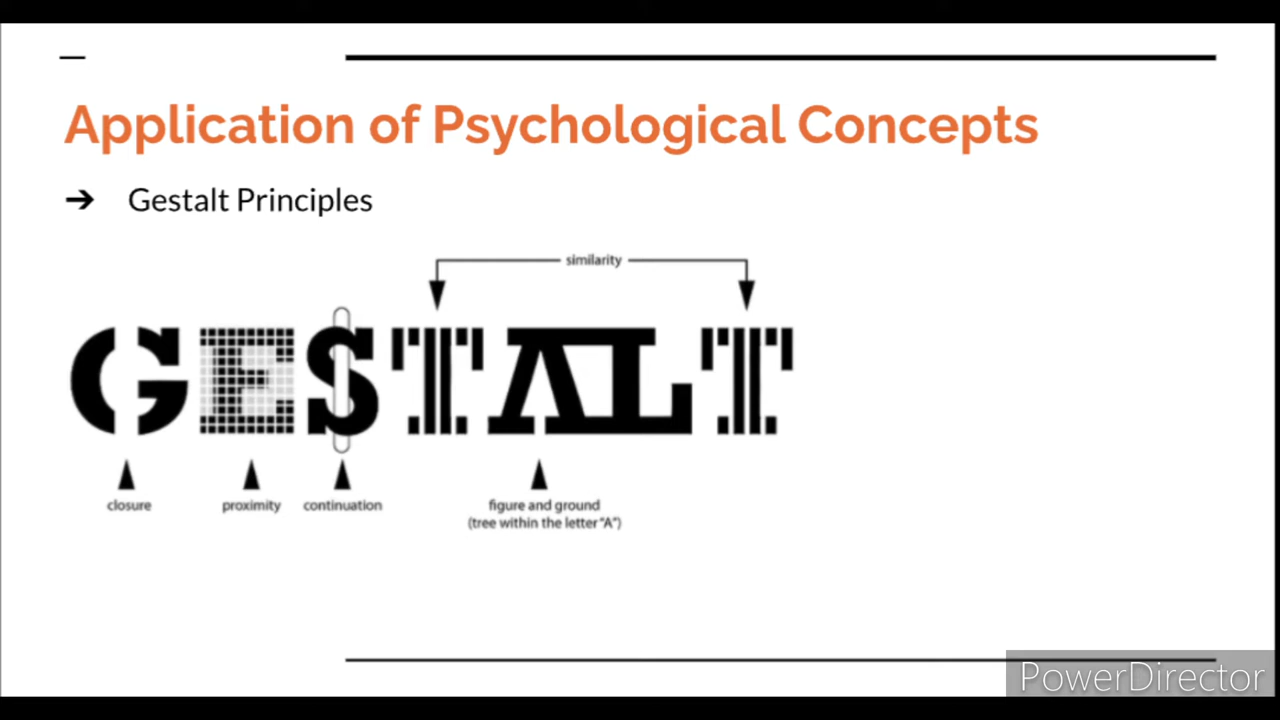 Application of Psychological Concepts
➔ Gestalt Principles
similarity
GESTALT
closure
proximity
continuation
figure and ground
(tree within the letter "A")
PowerDirector